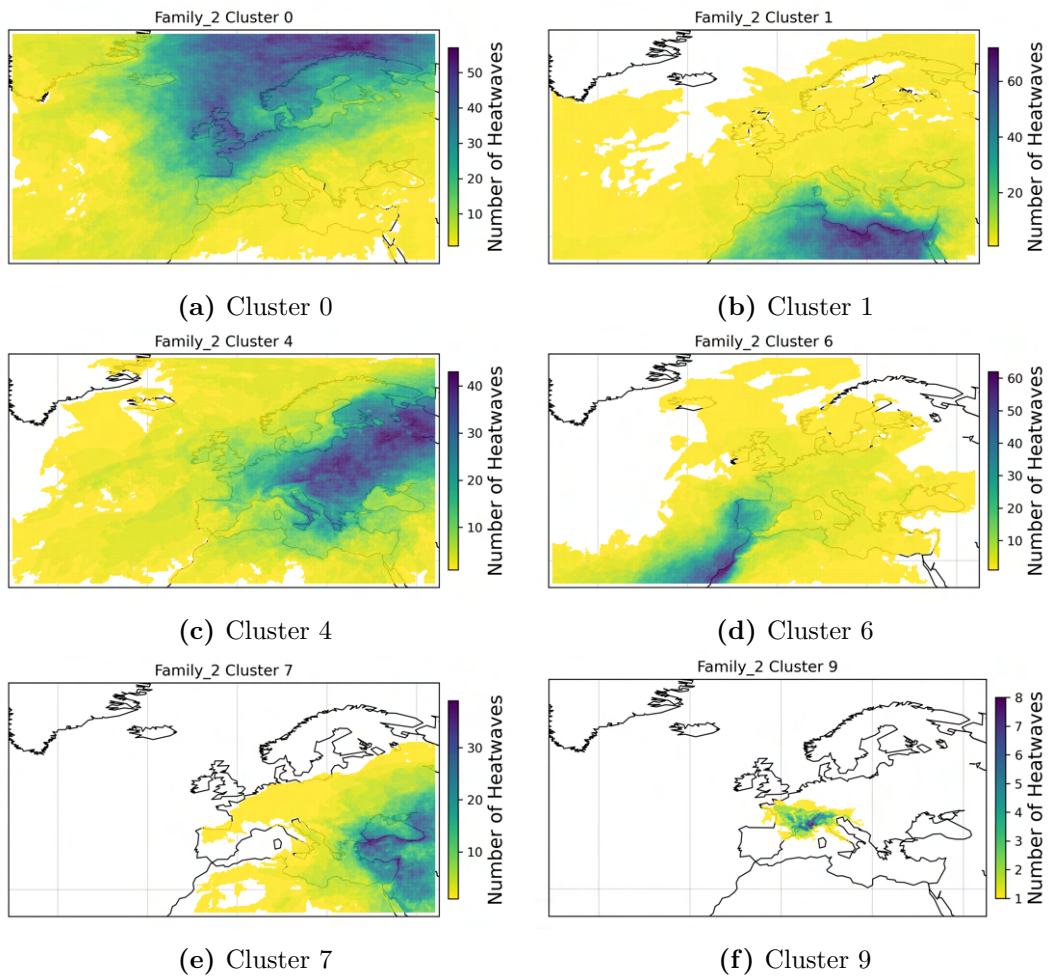 Family_2 Cluster 0
50
40
30
20
10
Number of Heatwaves
(a) Cluster 0
Family_2 Cluster 1
60
40
20
Number of Heatwaves
(b) Cluster 1
Family_2 Cluster 4
40
30
20
10
Number of Heatwaves
(c) Cluster 4
Family_2 Cluster 6
60
50
40
30
20
10
Number of Heatwaves
(d) Cluster 6
Family_2 Cluster 7
30
20
10
Number of Heatwaves
(e) Cluster 7
Family_2 Cluster 9
8
7
6
5
4
3
2
1
Number of Heatwaves
(f) Cluster 9